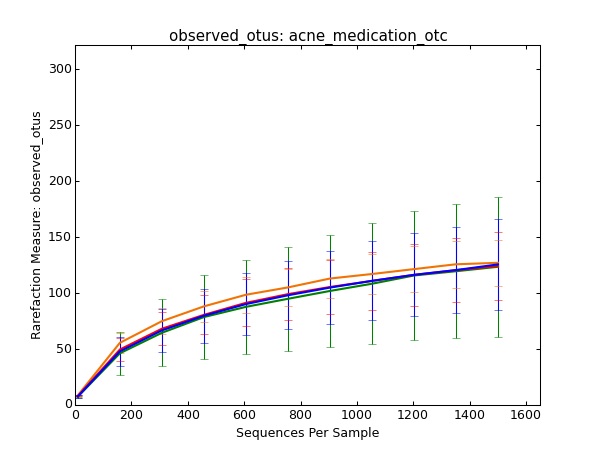 observed_otus: acne_medication_otc
300
250
200
150
100
50
0
0 200 400 600 800 1000 1200 1400 1600
Rarefaction Measure: observed_otus
Sequences Per Sample